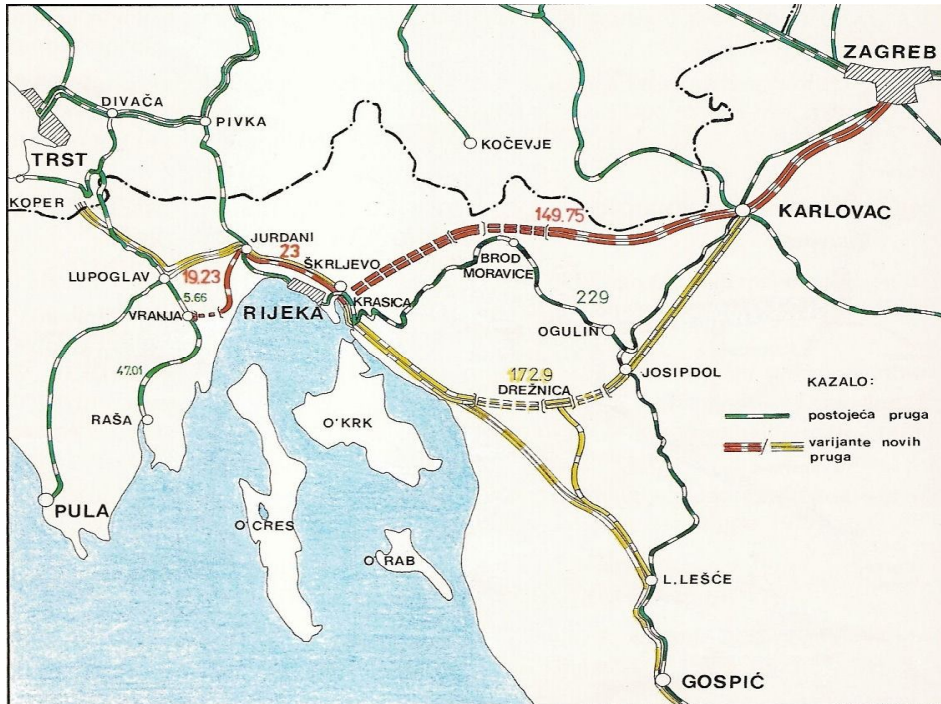 ZAGREB
DIVAČA
PIVKA
KOČEVJE
TRST
KOPER
KARLOVAC
149.75
JURDANI
23
ŠKRLJEVO
BROD
MORAVICE
LUPOGLAV
19,23
5.66
VRANJA
RIJEKA
KRASICA
229
OGULIN
47.01
172.9
DREŽNICA
JOSIPDOL
RAŠA
O'KRK
KAZALO:
postojeća pruga
varijante novih
pruga
PULA
O'CRES
O'RAB
L.LEŠĆE
GOSPIĆ